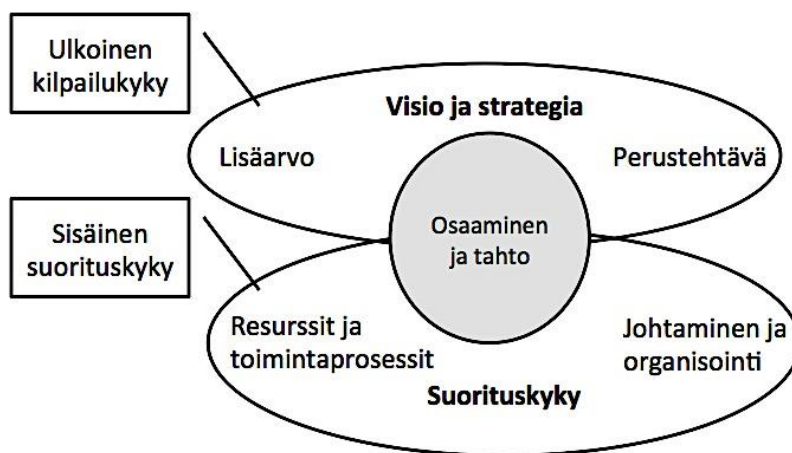 Ulkoinen
kilpailukyky
Visio ja strategia
Lisäarvo
Perustehtävä
Sisäinen
suorituskyky
Osaaminen
ja tahto
Resurssit ja
toimintaprosessit
Johtaminen ja
organisointi
Suorituskyky